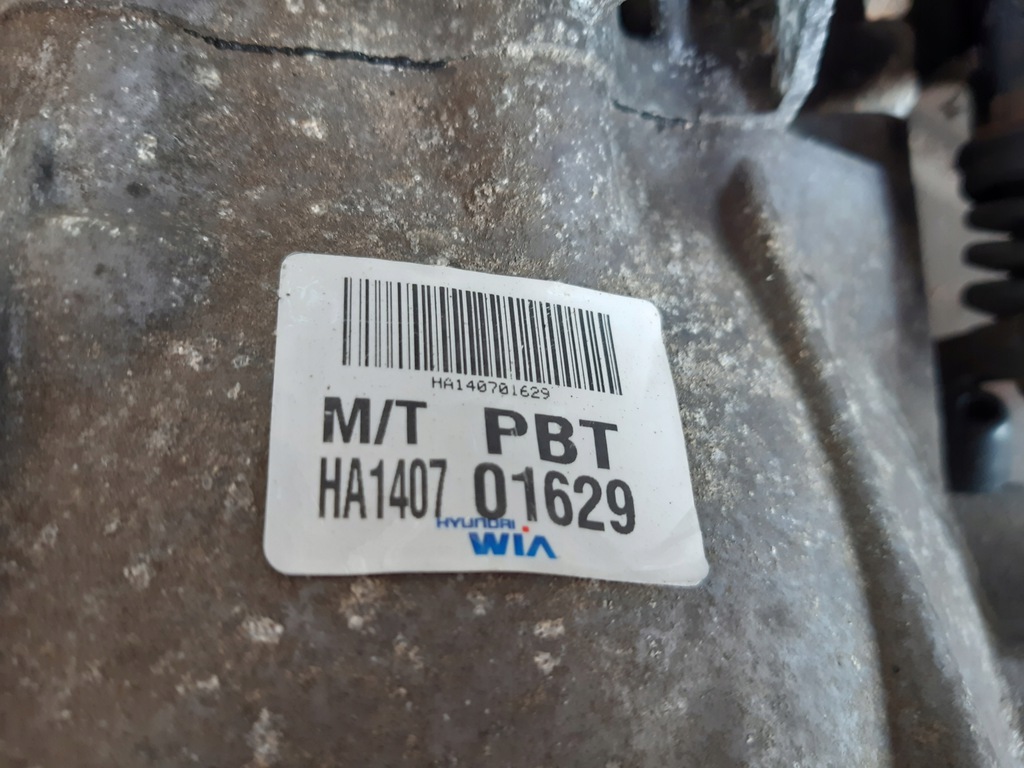 HA140701629
M/T PBT
HA1407 01629
HYUNDAI
WIA